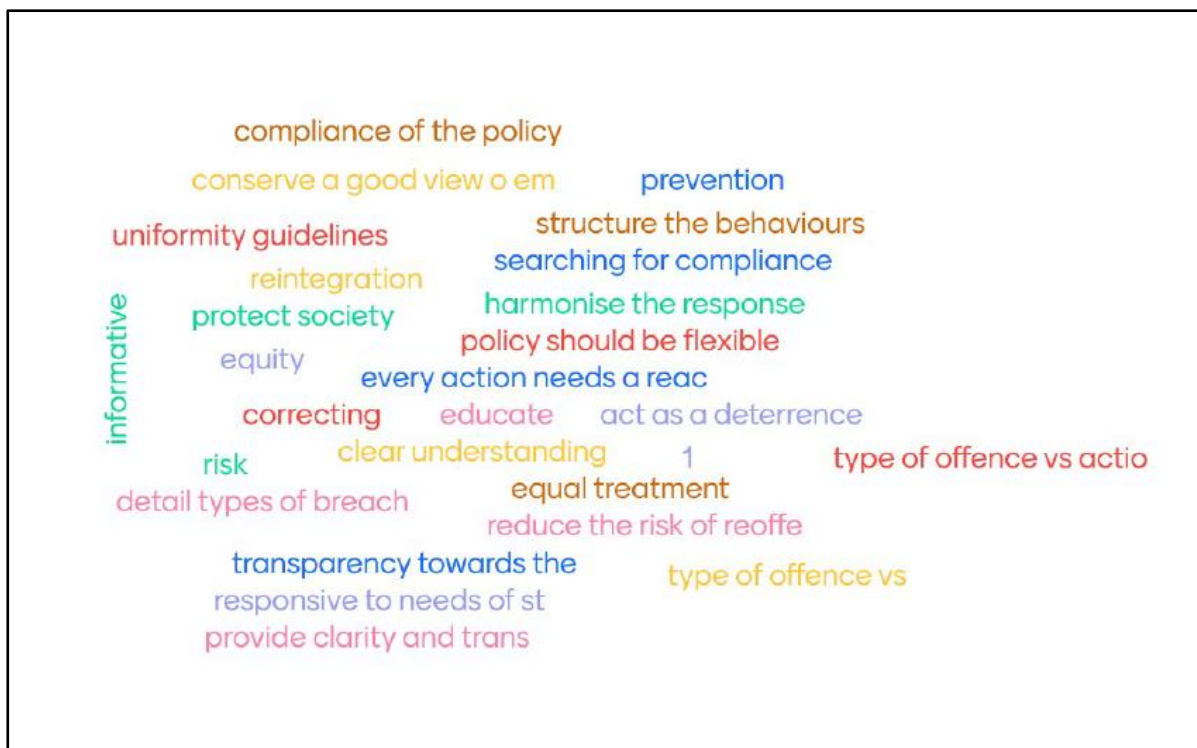 compliance of the policy
conserve a good view o em
prevention
uniformity guidelines
structure the behaviours
searching for compliance
reintegration
harmonise the response
protect society
informative
policy should be flexible
equity
every action needs a reac
correcting
educate
act as a deterrence
clear understanding
1
type of offence vs actio
risk
equal treatment
detail types of breach
reduce the risk of reoffe
transparency towards the
type of offence vs
responsive to needs of st
provide clarity and trans